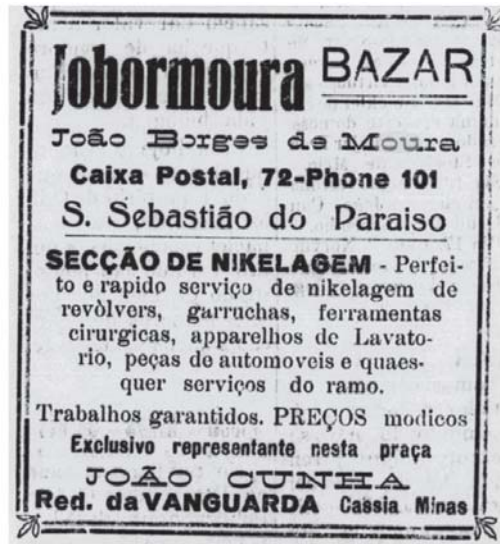 Jobormoura BAZAR
João Borges de Moura
Caixa Postal, 72-Phone 101
S. Sebastião do Paraiso
SECÇÃO DE NIKELAGEM - Perfei-
to e rapido serviço de nikelagem de
revòlvers, garruchas, ferramentas
cirurgicas, apparelhos de Lavato-
rio, peças de automoveis e quaes-
quer serviços do ramo.
Trabalhos garantidos. PREÇOS modicos
Exclusivo representante nesta praça
JOÃO CUNHA
Red. da VANGUARDA Cassia Minas